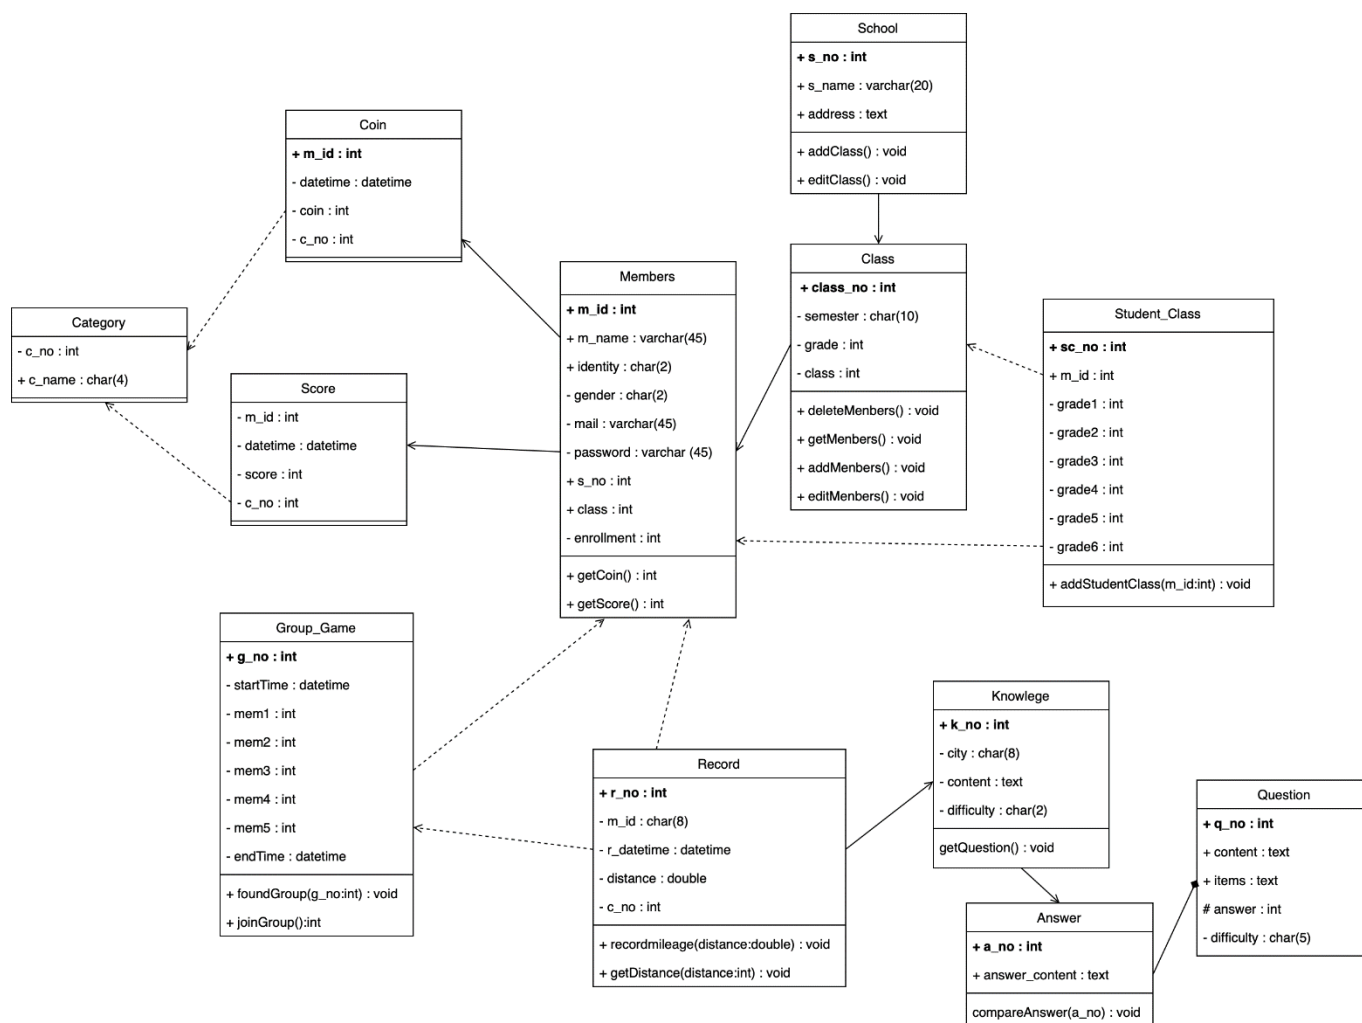 School
+ s_no : int
+ s_name : varchar(20)
+ address : text
+ addClass() : void
+ editClass() : void
Coin
+ m_id : int
- datetime : datetime
- coin : int
- c_no : int
Class
+ class_no : int
- semester : char(10)
- grade : int
- class : int
+ deleteMenbers() : void
+ getMenbers() : void
+ addMenbers() : void
+ editMenbers() : void
Members
+ m_id : int
+ m_name : varchar(45)
+ identity : char(2)
- gender : char(2)
- mail : varchar(45)
- password : varchar (45)
+ s_no : int
+ class : int
- enrollment : int
+ getCoin() : int
+ getScore() : int
Student_Class
+ sc_no : int
+ m_id : int
- grade1 : int
- grade2 : int
- grade3 : int
- grade4 : int
- grade5 : int
- grade6 : int
+ addStudentClass(m_id:int) : void
Category
- c_no : int
+ c_name : char(4)
Score
- m_id : int
- datetime : datetime
- score : int
- c_no : int
Group_Game
+ g_no : int
- startTime : datetime
- mem1 : int
- mem2 : int
- mem3 : int
- mem4 : int
- mem5 : int
- endTime : datetime
+ foundGroup(g_no:int) : void
+ joinGroup():int
Record
+ r_no : int
- m_id : char(8)
- r_datetime : datetime
- distance : double
- c_no : int
+ recordmileage(distance:double) : void
+ getDistance(distance:int) : void
Knowlege
+ k_no : int
- city : char(8)
- content : text
- difficulty : char(2)
getQuestion() : void
Question
+ q_no : int
+ content : text
+ items : text
# answer : int
- difficulty : char(5)
Answer
+ a_no : int
+ answer_content : text
compareAnswer(a_no) : void